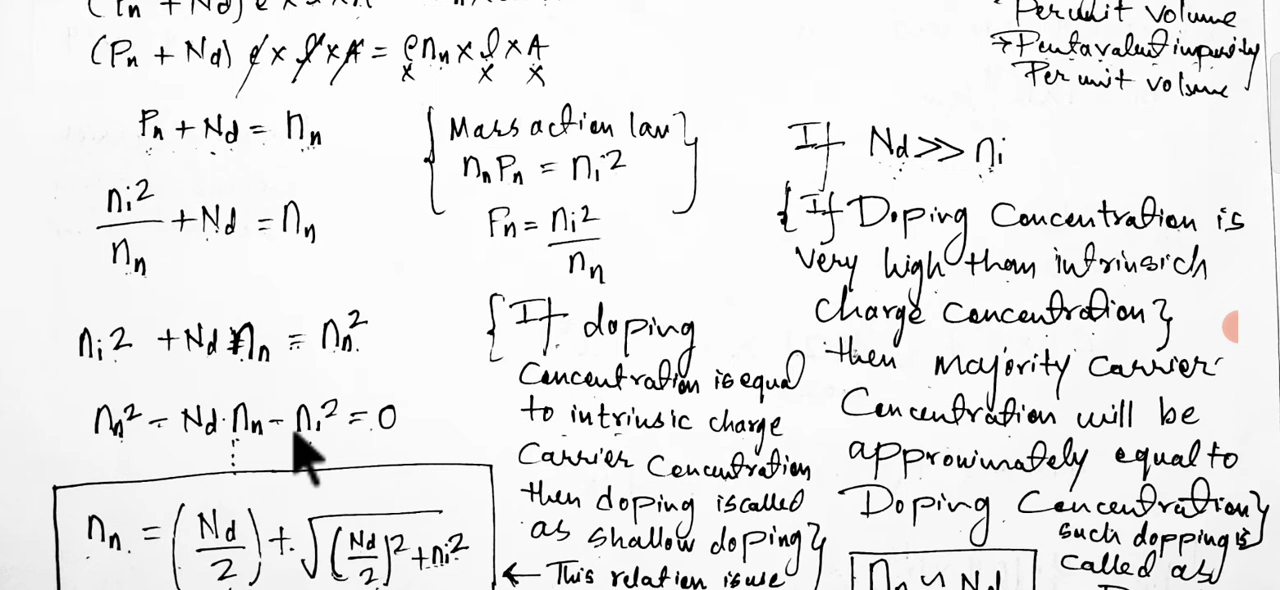 (Pn + Nd) e x l x A = e nn x l x A
Pn + Nd = nn
ni2
nn
+ Nd = nn
ni2 + Nd nn = nn2
nn2 - Nd · nn - ni2 = 0
nn = (Nd/2) + √(Nd/2)2 + ni2
{ Mass action law }
nn Pn = ni2
Pn = ni2
nn
{ If doping
Concentration is equal
to intrinsic charge
Carrier Concentration
then doping is called
as shallow doping }
← This relation is use
Per unit volume
→ Pentavalent impurity
Per unit volume
If Nd >> ni
{ If Doping Concentration is
very high than intrinsich
charge concentration }
then majority carrier
Concentration will be
approximately equal to
Doping Concentration }
such dopping is
called as
nn ≈ Nd